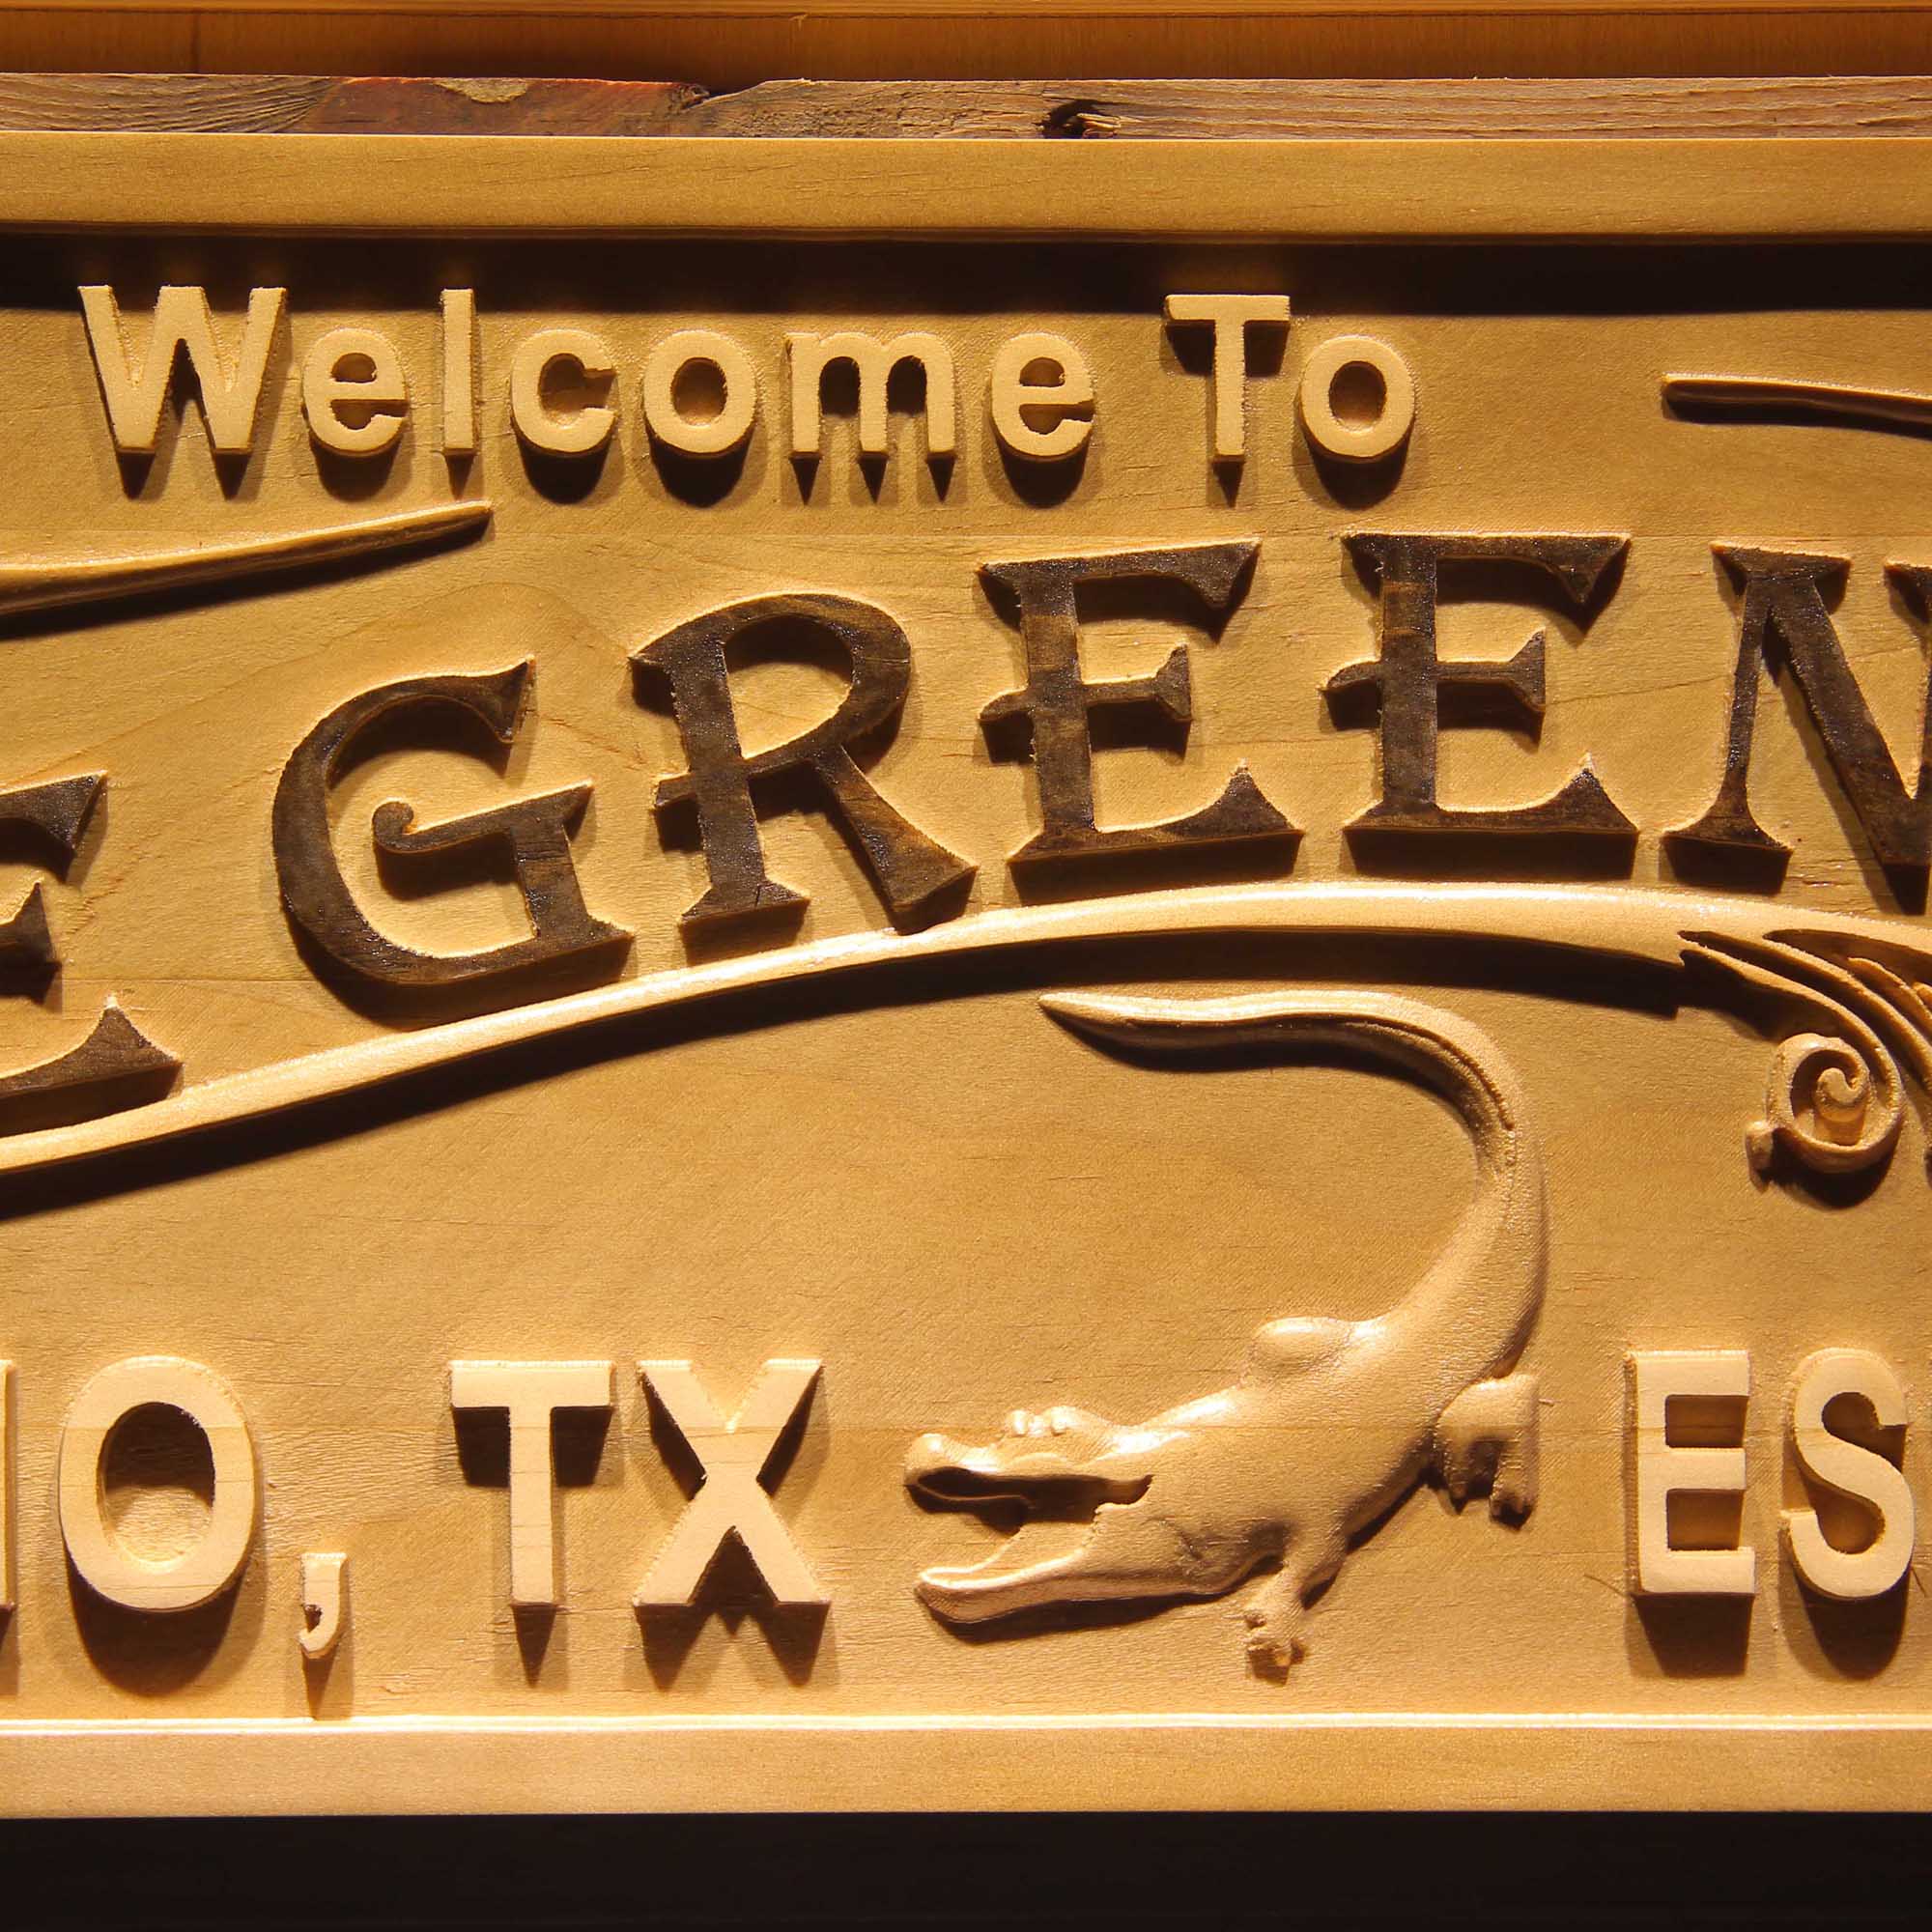 Welcome To
E GREEN
IO, TX ES